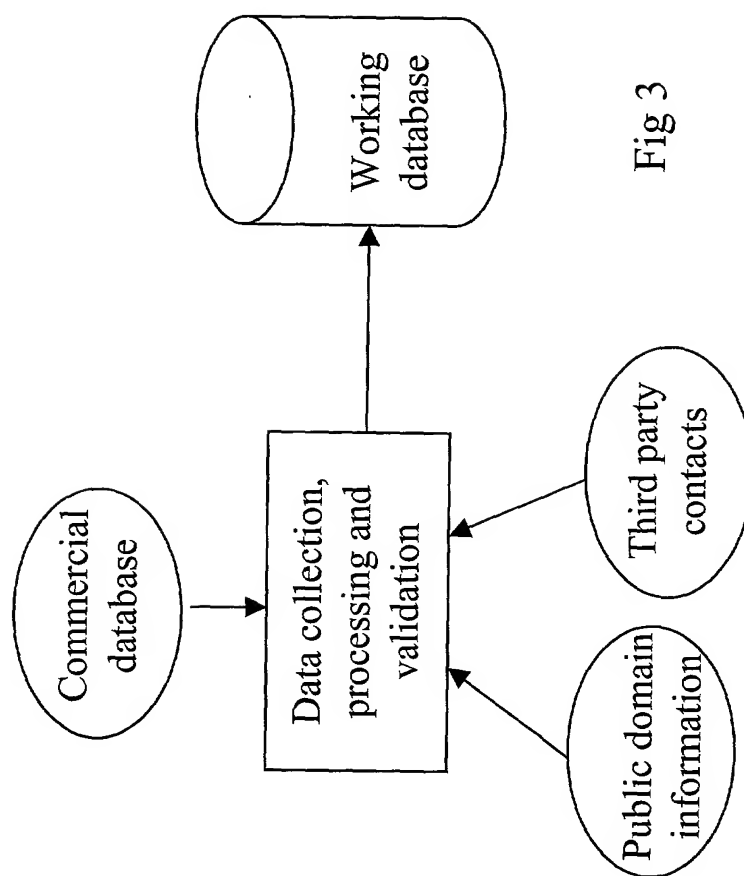 Commercial
database
Data collection,
processing and
validation
Working
database
Public domain
information
Third party
contacts
Fig 3